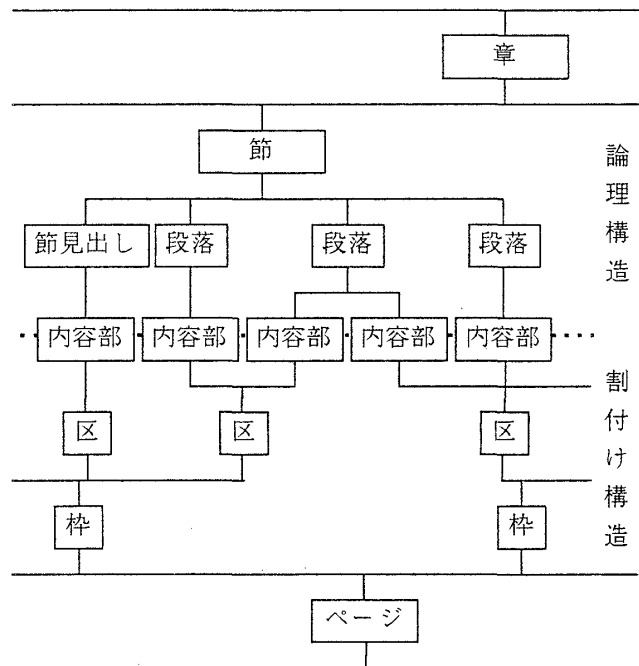 章
節
論理構造
節見出し 段落 段落 段落
内容部 内容部 内容部 内容部 内容部
割付け構造
区 区 区
枠 枠
ページ